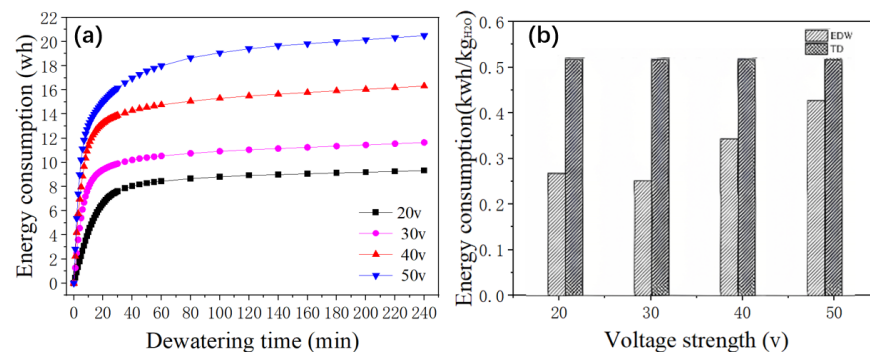 (a)
Energy consumption (wh)
22
20
18
16
14
12
10
8
6
4
2
0
20v
30v
40v
50v
0 20 40 60 80 100 120 140 160 180 200 220 240
Dewatering time (min)
(b)
Energy consumption(kwh/kgH2O)
0.6
0.5
0.4
0.3
0.2
0.1
0.0
EDW
TD
20 30 40 50
Voltage strength (v)